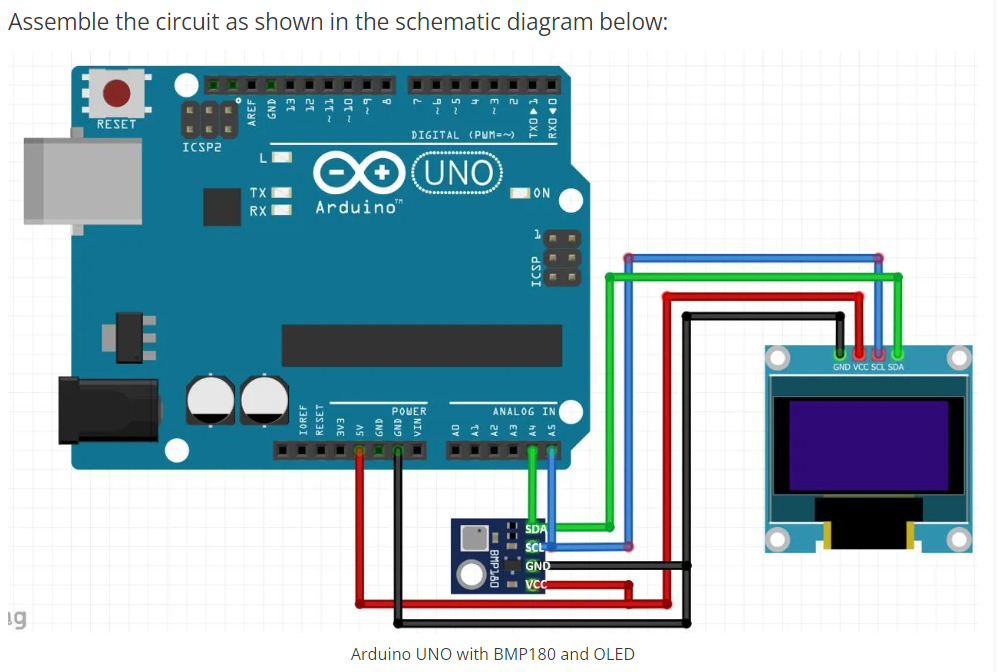 Assemble the circuit as shown in the schematic diagram below:
RESET
ICSP2
AREF
GND
13
12
~11
~10
~9
8
7
~6
~5
4
~3
2
TXD▶1
RXD◀0
DIGITAL (PWM=~)
L
TX
RX
UNO
Arduino™
ON
1
ICSP
IOREF
RESET
3V3
5V
GND
GND
VIN
POWER
ANALOG IN
A0
A1
A2
A3
A4
A5
GND VCC SCL SDA
SDA
SCL
GND
VCC
BMP180
Arduino UNO with BMP180 and OLED